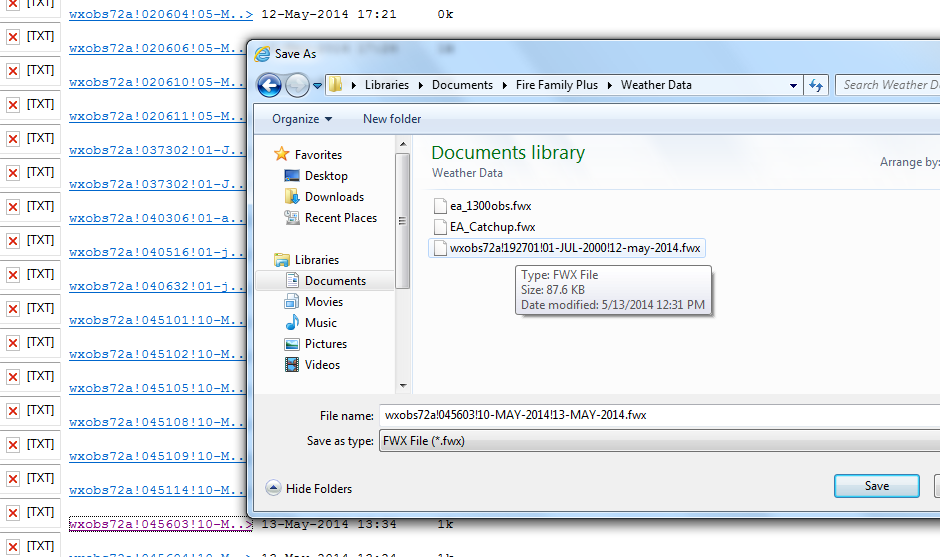 [TXT]
wxobs72a!020604!05-M..> 12-May-2014 17:21 0k
[TXT]
wxobs72a!020606!05-M..
[TXT]
wxobs72a!020610!05-M..
[TXT]
wxobs72a!020611!05-M..
[TXT]
wxobs72a!037302!01-J..
[TXT]
wxobs72a!037302!01-J..
[TXT]
wxobs72a!040306!01-a..
[TXT]
wxobs72a!040516!01-j..
[TXT]
wxobs72a!040632!01-j..
[TXT]
wxobs72a!045101!10-M..
[TXT]
wxobs72a!045102!10-M..
[TXT]
wxobs72a!045105!10-M..
[TXT]
wxobs72a!045108!10-M..
[TXT]
wxobs72a!045109!10-M..
[TXT]
wxobs72a!045114!10-M..
[TXT]
wxobs72a!045603!10-M..> 13-May-2014 13:34 1k
[TXT]
Save As
Libraries Documents Fire Family Plus Weather Data
Search Weather D
Organize New folder
Favorites
Desktop
Downloads
Recent Places
Libraries
Documents
Movies
Music
Pictures
Videos
Documents library
Weather Data
Arrange by:
ea_1300obs.fwx
EA_Catchup.fwx
wxobs72a!192701!01-JUL-2000!12-may-2014.fwx
Type: FWX File
Size: 87.6 KB
Date modified: 5/13/2014 12:31 PM
File name: wxobs72a!045603!10-MAY-2014!13-MAY-2014.fwx
Save as type: FWX File (*.fwx)
Hide Folders
Save